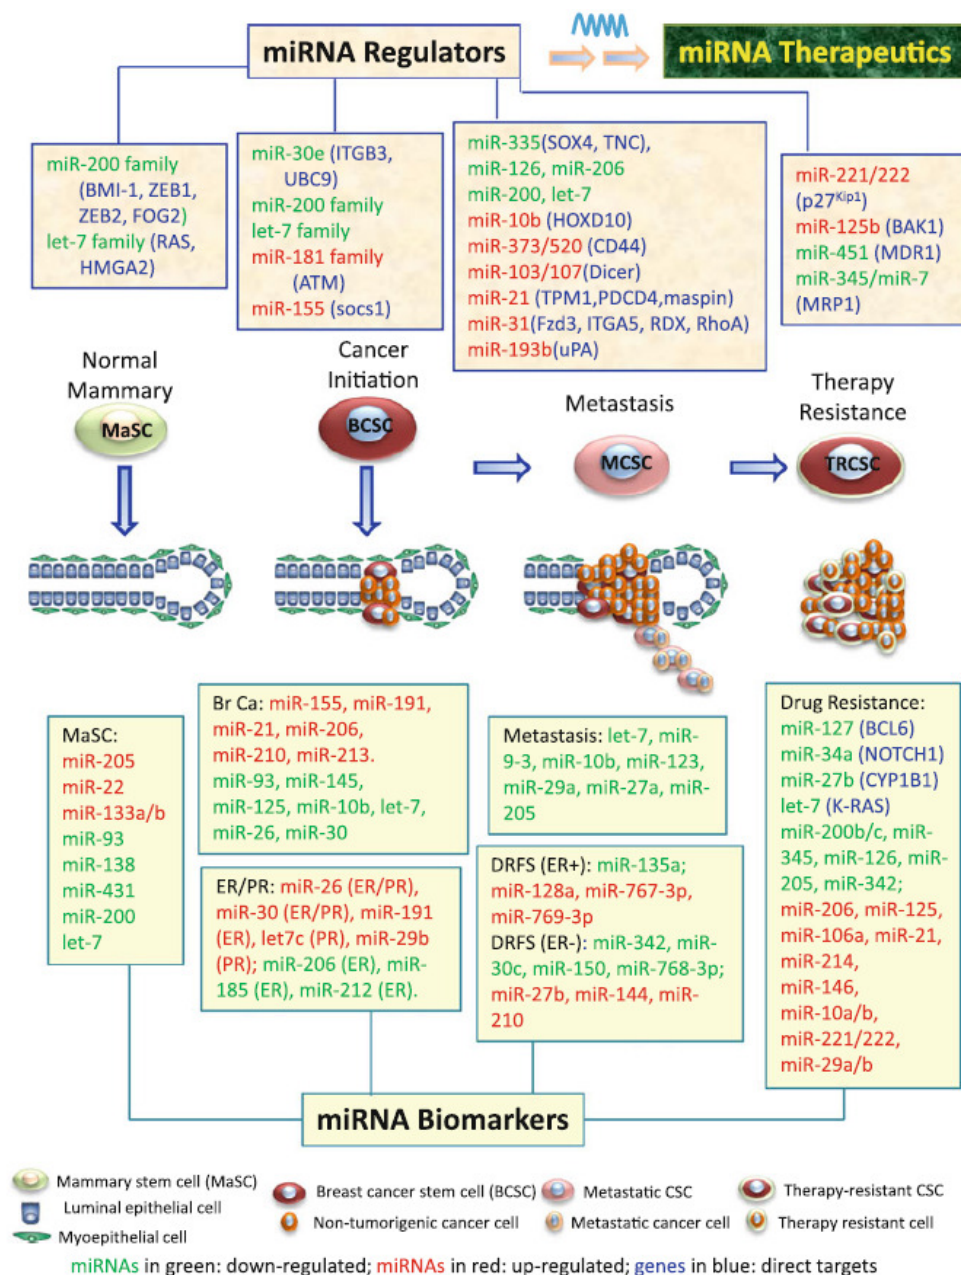 miRNA Regulators
miRNA Therapeutics
miR-200 family
(BMI-1, ZEB1,
ZEB2, FOG2)
let-7 family (RAS,
HMGA2)
miR-30e (ITGB3,
UBC9)
miR-200 family
let-7 family
miR-181 family
(ATM)
miR-155 (socs1)
miR-335(SOX4, TNC),
miR-126, miR-206
miR-200, let-7
miR-10b (HOXD10)
miR-373/520 (CD44)
miR-103/107(Dicer)
miR-21 (TPM1,PDCD4,maspin)
miR-31(Fzd3, ITGA5, RDX, RhoA)
miR-193b(uPA)
miR-221/222
(p27Kip1)
miR-125b (BAK1)
miR-451 (MDR1)
miR-345/miR-7
(MRP1)
Normal
Mammary
MaSC
Cancer
Initiation
BCSC
Metastasis
MCSC
Therapy
Resistance
TRCSC
MaSC:
miR-205
miR-22
miR-133a/b
miR-93
miR-138
miR-431
miR-200
let-7
Br Ca: miR-155, miR-191,
miR-21, miR-206,
miR-210, miR-213.
miR-93, miR-145,
miR-125, miR-10b, let-7,
miR-26, miR-30
ER/PR: miR-26 (ER/PR),
miR-30 (ER/PR), miR-191
(ER), let7c (PR), miR-29b
(PR); miR-206 (ER), miR-
185 (ER), miR-212 (ER).
Metastasis: let-7, miR-
9-3, miR-10b, miR-123,
miR-29a, miR-27a, miR-
205
DRFS (ER+): miR-135a;
miR-128a, miR-767-3p,
miR-769-3p
DRFS (ER-): miR-342, miR-
30c, miR-150, miR-768-3p;
miR-27b, miR-144, miR-
210
Drug Resistance:
miR-127 (BCL6)
miR-34a (NOTCH1)
miR-27b (CYP1B1)
let-7 (K-RAS)
miR-200b/c, miR-
345, miR-126, miR-
205, miR-342;
miR-206, miR-125,
miR-106a, miR-21,
miR-214,
miR-146,
miR-10a/b,
miR-221/222,
miR-29a/b
miRNA Biomarkers
Mammary stem cell (MaSC)
Luminal epithelial cell
Myoepithelial cell
Breast cancer stem cell (BCSC)
Non-tumorigenic cancer cell
Metastatic CSC
Metastatic cancer cell
Therapy-resistant CSC
Therapy resistant cell
miRNAs in green: down-regulated; miRNAs in red: up-regulated; genes in blue: direct targets